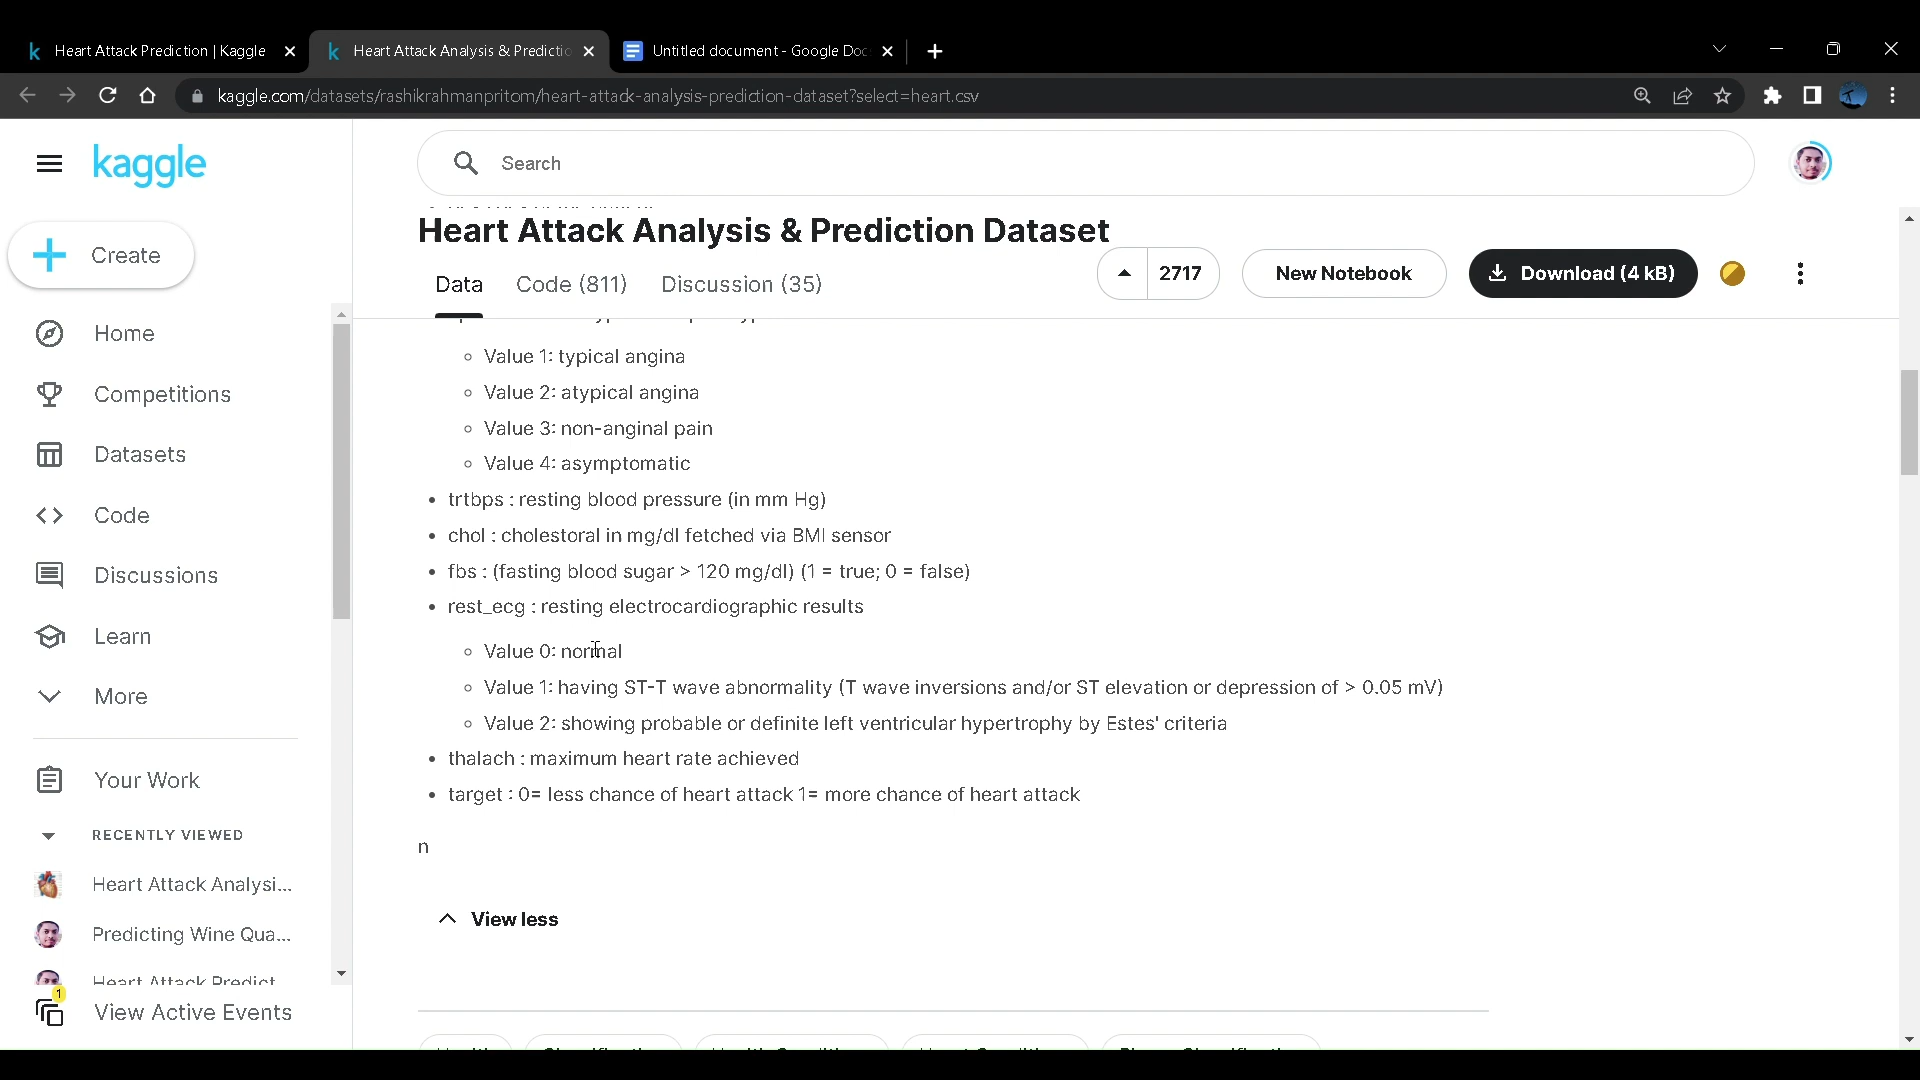 Heart Attack Prediction | Kaggle
Heart Attack Analysis & Predictio
Untitled document - Google Doc
kaggle.com/datasets/rashikrahmanpritom/heart-attack-analysis-prediction-dataset?select=heart.csv
kaggle
Search
Create
Home
Competitions
Datasets
Code
Discussions
Learn
More
Your Work
RECENTLY VIEWED
Heart Attack Analysi...
Predicting Wine Qua...
Heart Attack Predict
1
View Active Events
Heart Attack Analysis & Prediction Dataset
Data Code (811) Discussion (35)
2717 New Notebook Download (4 kB)
Value 1: typical angina
Value 2: atypical angina
Value 3: non-anginal pain
Value 4: asymptomatic
trtbps : resting blood pressure (in mm Hg)
chol : cholestoral in mg/dl fetched via BMI sensor
fbs : (fasting blood sugar > 120 mg/dl) (1 = true; 0 = false)
rest_ecg : resting electrocardiographic results
Value 0: normal
Value 1: having ST-T wave abnormality (T wave inversions and/or ST elevation or depression of > 0.05 mV)
Value 2: showing probable or definite left ventricular hypertrophy by Estes' criteria
thalach : maximum heart rate achieved
target : 0= less chance of heart attack 1= more chance of heart attack
n
View less